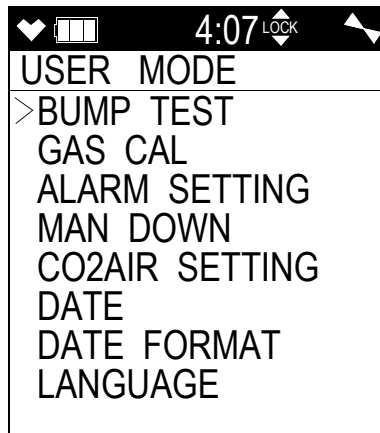 4:07 LOCK
USER MODE
>BUMP TEST
GAS CAL
ALARM SETTING
MAN DOWN
CO2AIR SETTING
DATE
DATE FORMAT
LANGUAGE